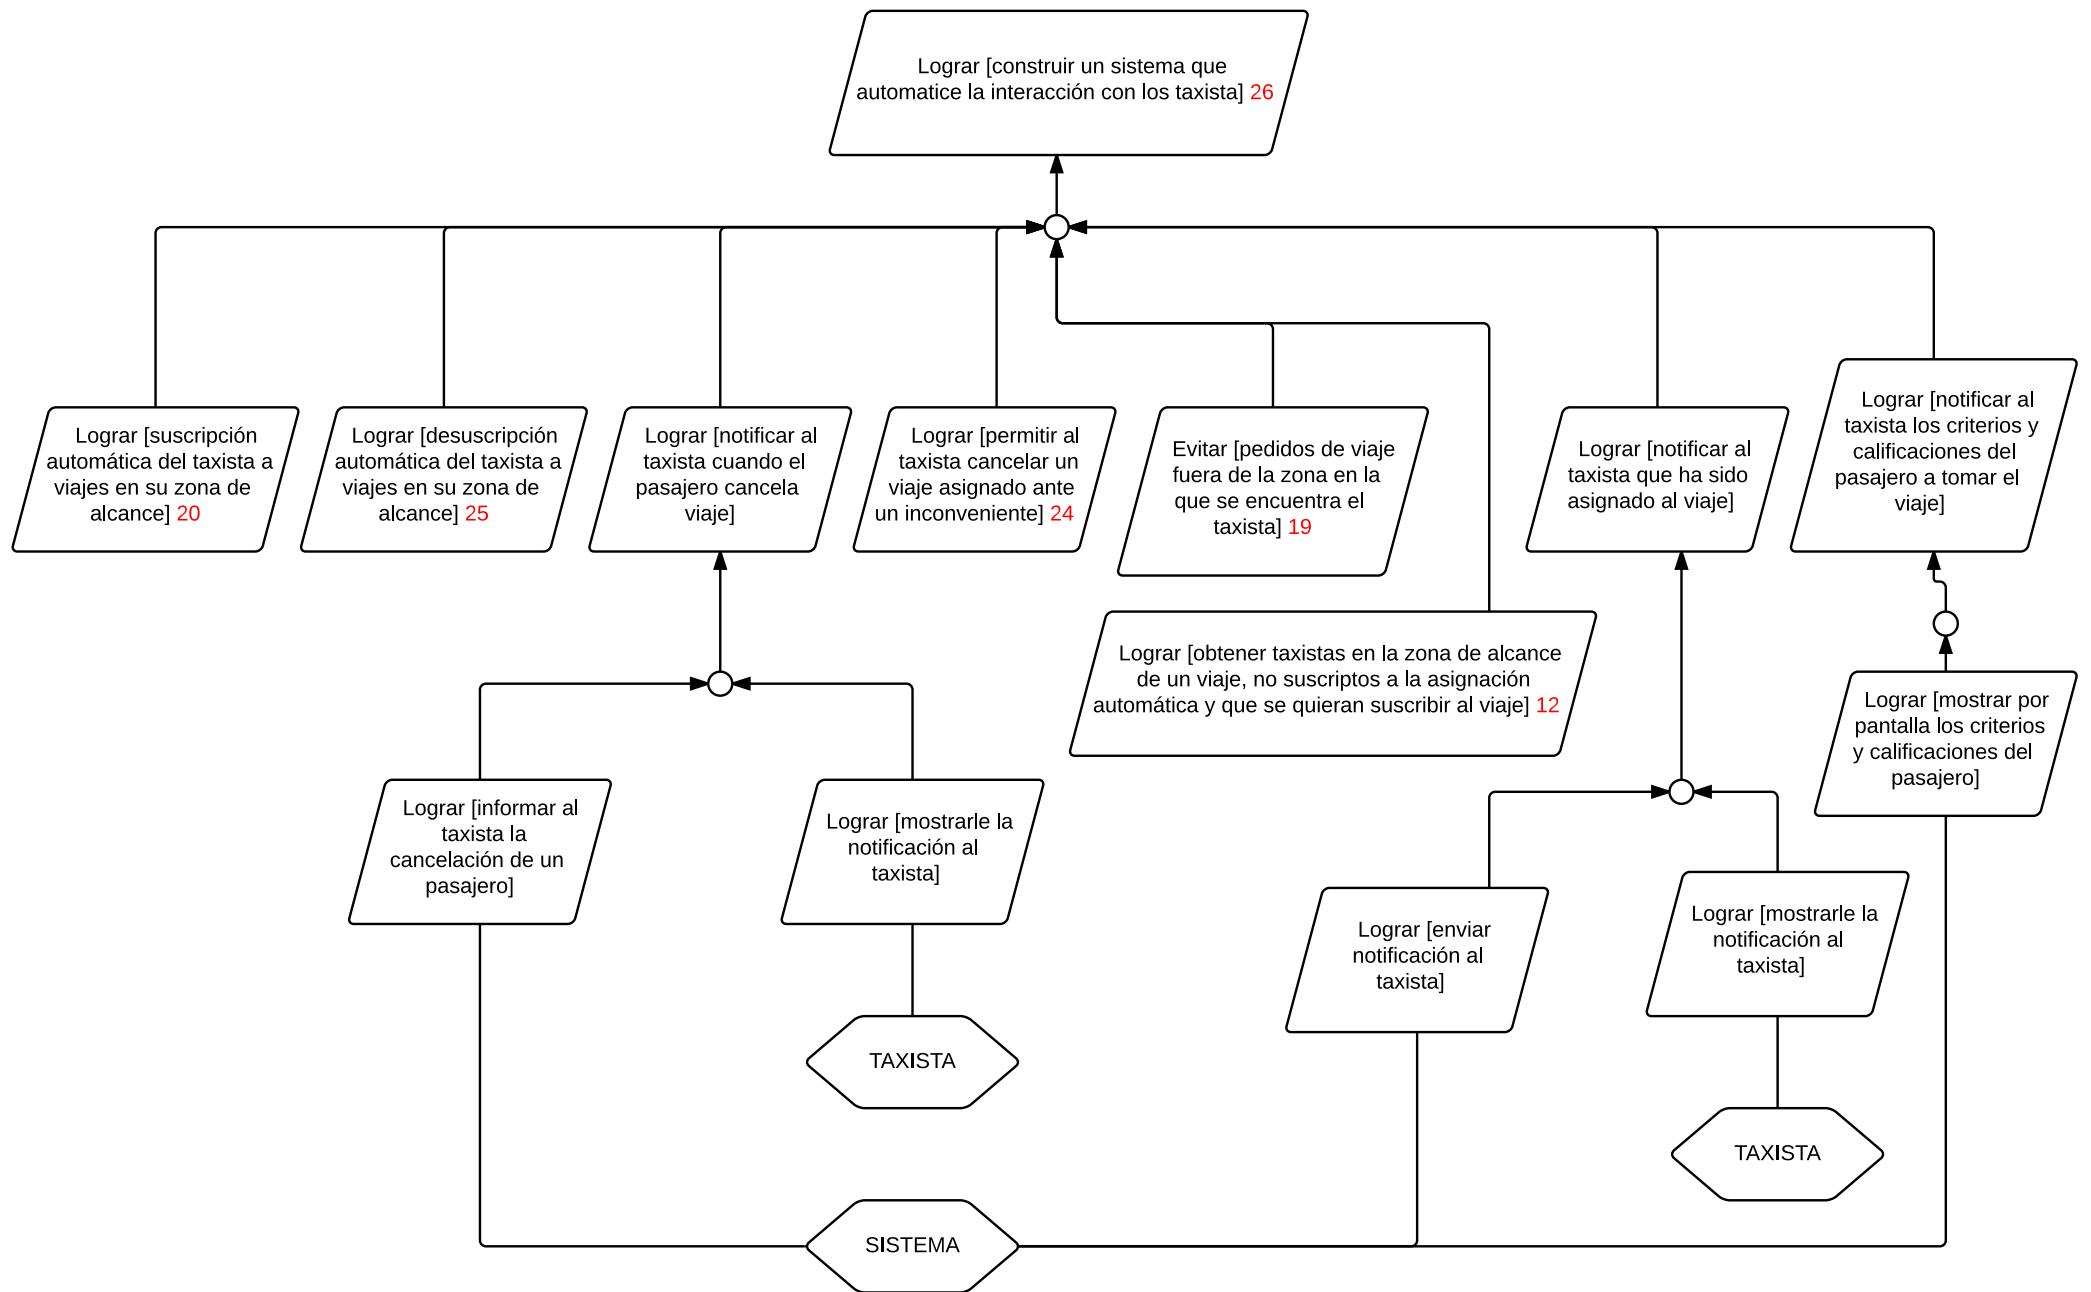 Lograr [construir un sistema que
automatice la interacción con los taxista] 26
Lograr [suscripción
automática del taxista a
viajes en su zona de
alcance] 20
Lograr [desuscripción
automática del taxista a
viajes en su zona de
alcance] 25
Lograr [notificar al
taxista cuando el
pasajero cancela
viaje]
Lograr [permitir al
taxista cancelar un
viaje asignado ante
un inconveniente] 24
Evitar [pedidos de viaje
fuera de la zona en la
que se encuentra el
taxista] 19
Lograr [notificar al
taxista que ha sido
asignado al viaje]
Lograr [notificar al
taxista los criterios y
calificaciones del
pasajero a tomar el
viaje]
Lograr [obtener taxistas en la zona de alcance
de un viaje, no suscriptos a la asignación
automática y que se quieran suscribir al viaje] 12
Lograr [mostrar por
pantalla los criterios
y calificaciones del
pasajero]
Lograr [informar al
taxista la
cancelación de un
pasajero]
Lograr [mostrarle la
notificación al
taxista]
Lograr [enviar
notificación al
taxista]
Lograr [mostrarle la
notificación al
taxista]
TAXISTA
TAXISTA
SISTEMA